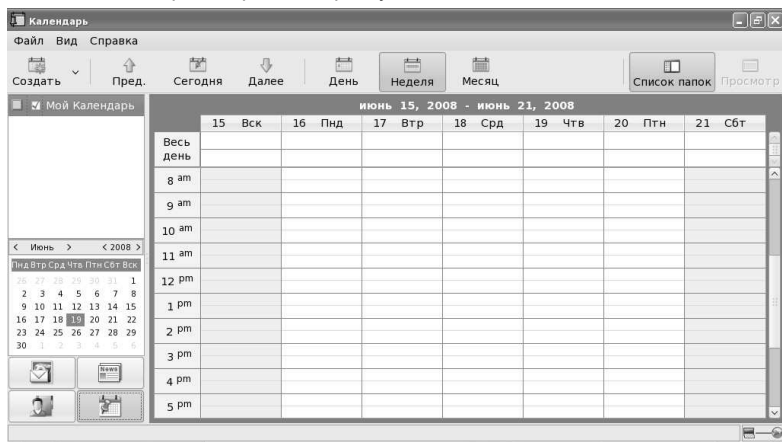 Календарь
Файл Вид Справка
Создать Пред. Сегодня Далее День Неделя Месяц Список папок Просмотр
Мой Календарь
июнь 15, 2008 - июнь 21, 2008
15 Вск 16 Пнд 17 Втр 18 Срд 19 Чтв 20 Птн 21 Сбт
Весь
день
8 am
9 am
10 am
11 am
12 pm
1 pm
2 pm
3 pm
4 pm
5 pm
< Июнь > < 2008 >
Пнд Втр Срд Чтв Птн Сбт Вск
26 27 28 29 30 31 1
2 3 4 5 6 7 8
9 10 11 12 13 14 15
16 17 18 19 20 21 22
23 24 25 26 27 28 29
30 1 2 3 4 5 6
News